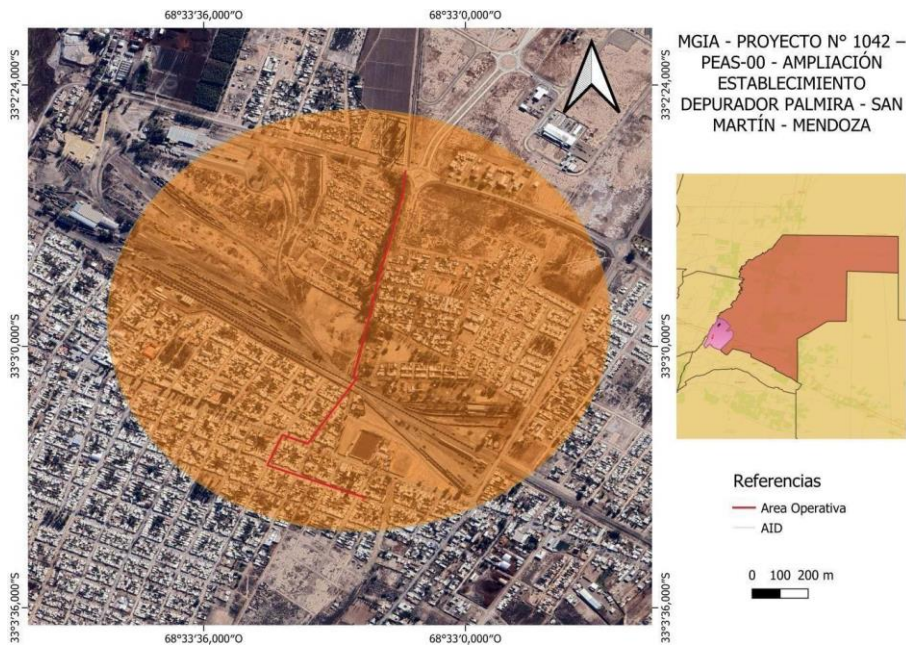 68°33'36,000"O
68°33'0,000"O
33°2'24,000"S
33°2'24,000"S
33°3'0,000"S
33°3'0,000"S
33°3'36,000"S
33°3'36,000"S
68°33'36,000"O
68°33'0,000"O
MGIA - PROYECTO N° 1042 –
PEAS-00 - AMPLIACIÓN
ESTABLECIMIENTO
DEPURADOR PALMIRA - SAN
MARTÍN - MENDOZA
Referencias
Area Operativa
AID
0 100 200 m